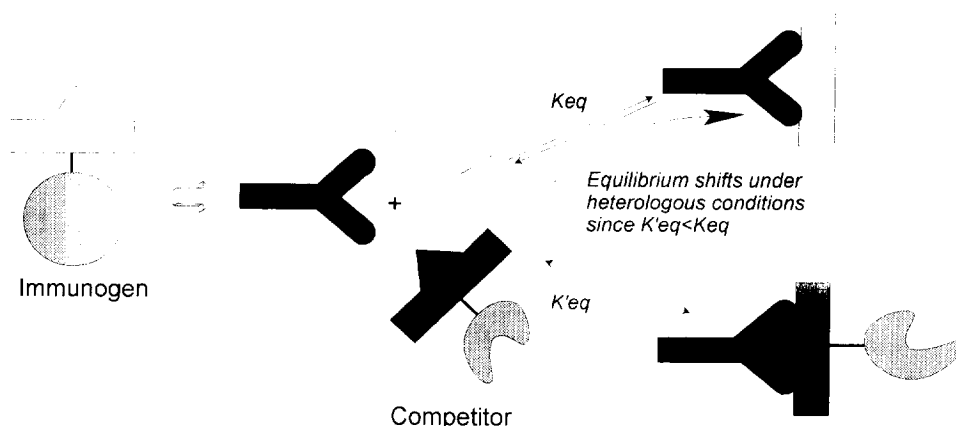 Keq
Equilibrium shifts under
heterologous conditions
since K'eq<Keq
+
Immunogen
K'eq
Competitor